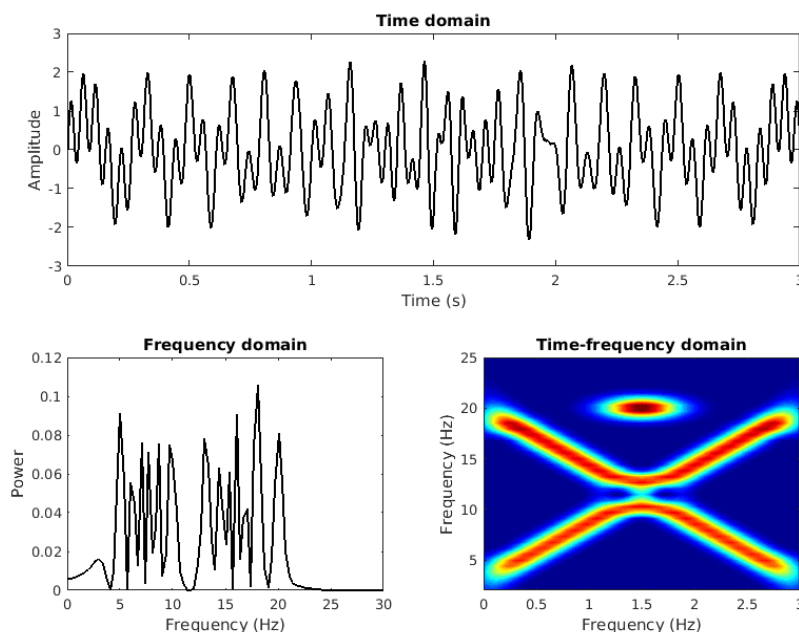 Time domain
3
2
1
0
-1
-2
-3
Amplitude
0 0.5 1 1.5 2 2.5 3
Time (s)
Frequency domain
0.12
0.1
0.08
0.06
0.04
0.02
0
Power
0 5 10 15 20 25 30
Frequency (Hz)
Time-frequency domain
25
20
15
10
5
Frequency (Hz)
0 0.5 1 1.5 2 2.5 3
Frequency (Hz)